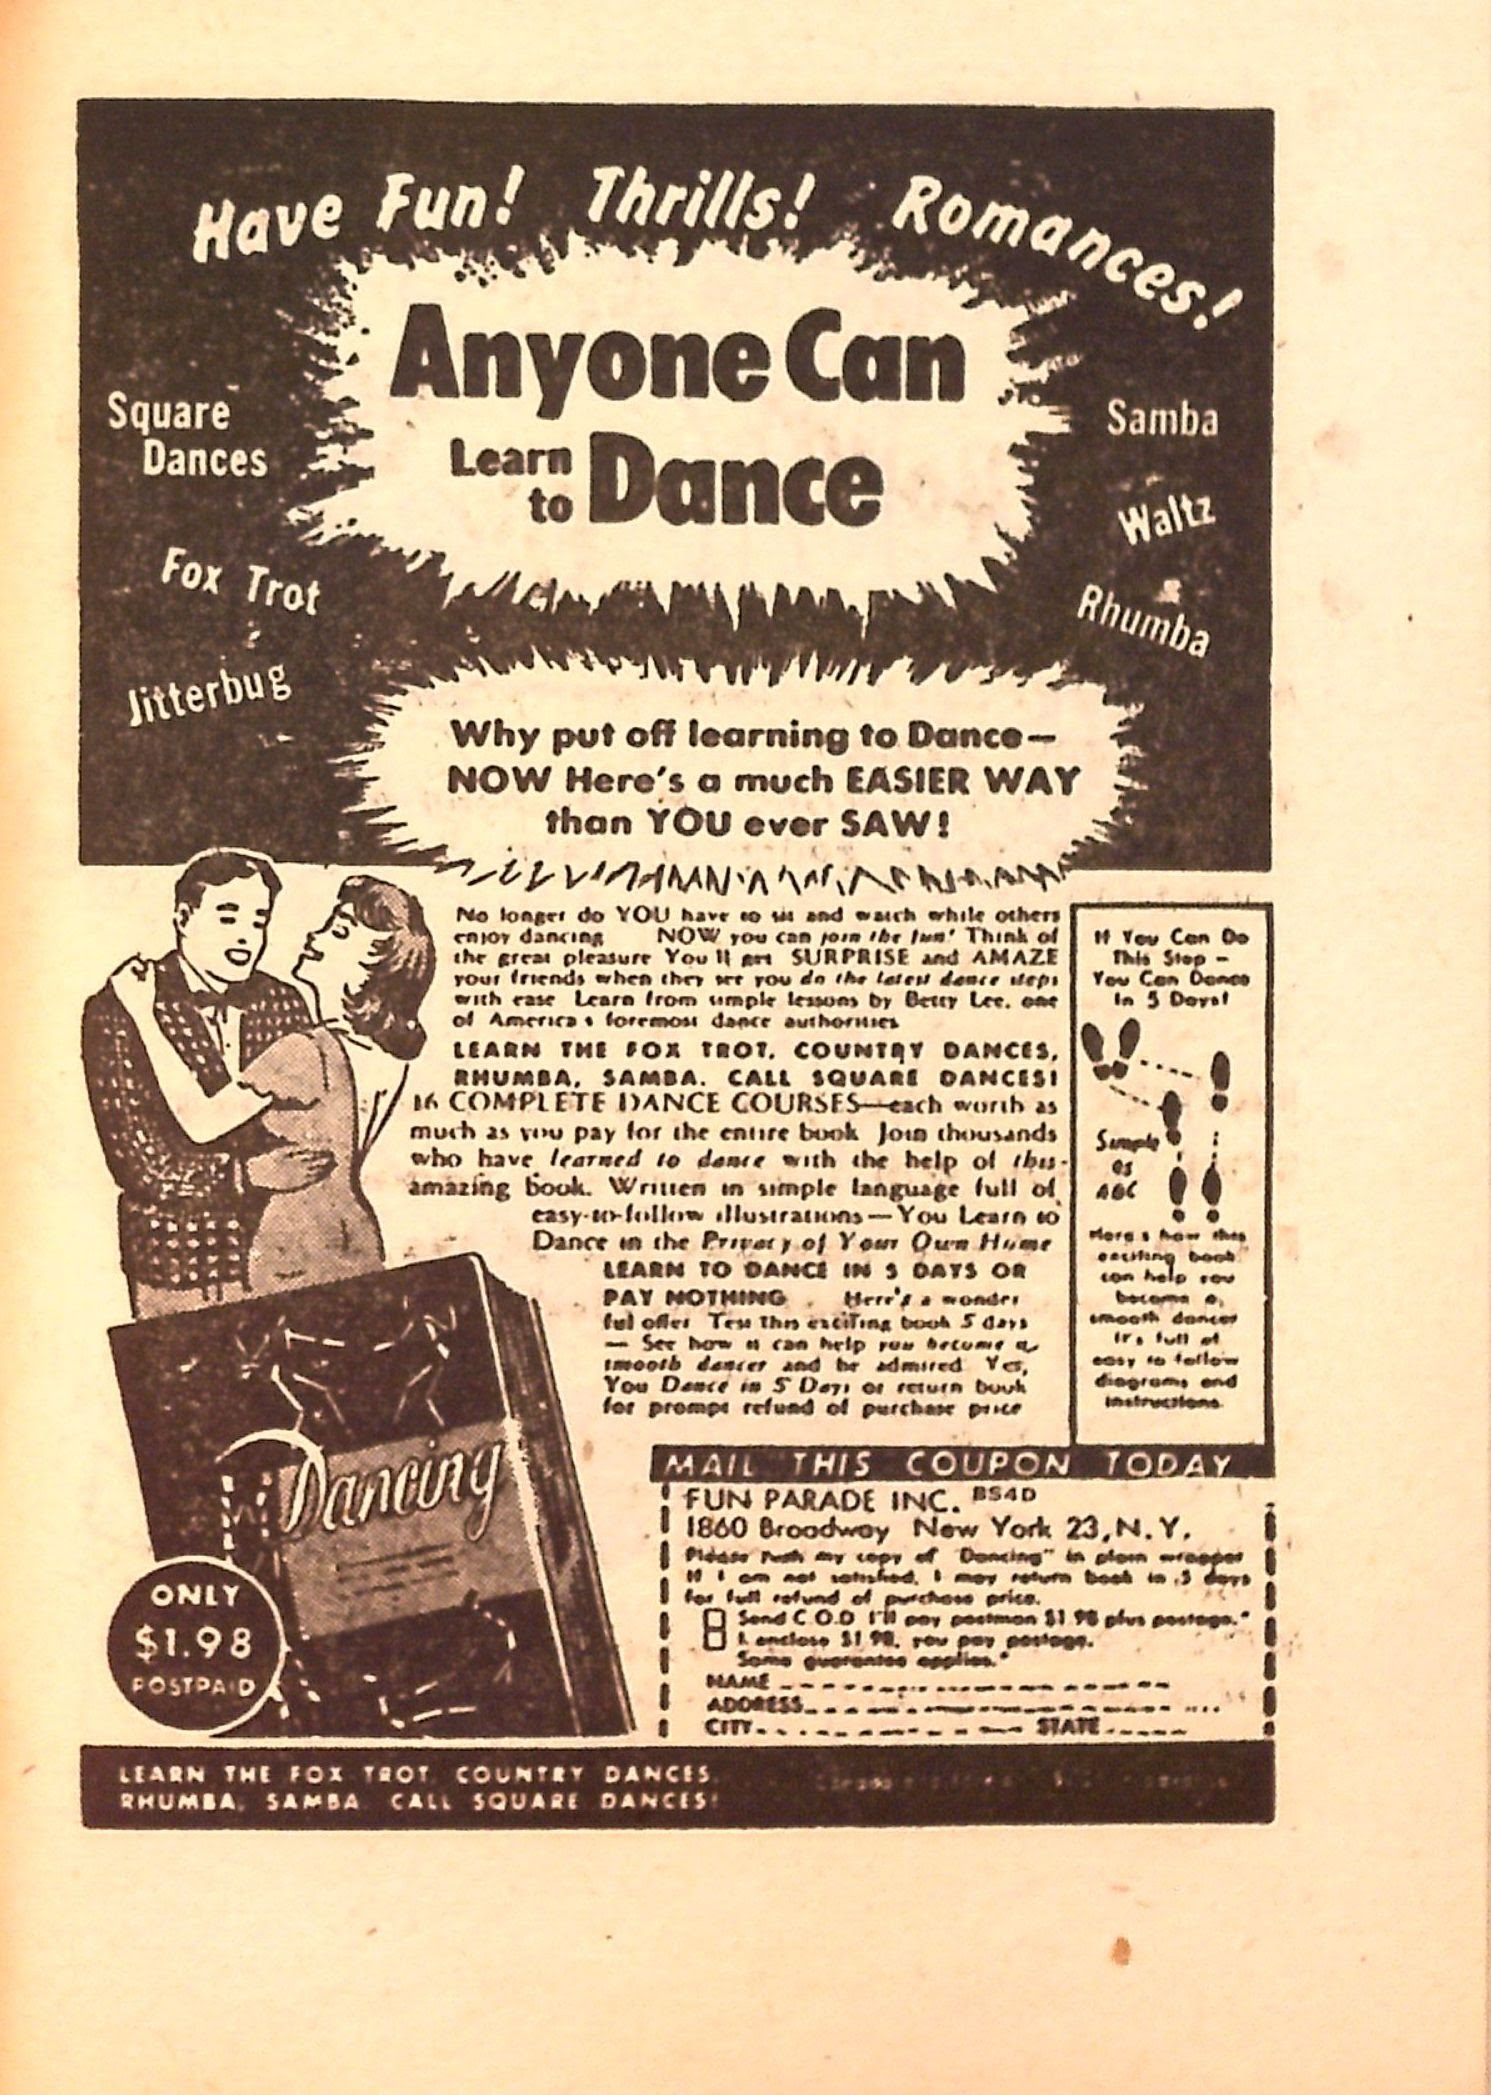 Have Fun! Thrills! Romances!
Anyone Can
Learn
to Dance
Square
Dances
Fox Trot
Jitterbug
Samba
Waltz
Rhumba
Why put off learning to Dance—
NOW Here's a much EASIER WAY
than YOU ever SAW!
No longer do YOU have to sit and watch while others
enjoy dancing NOW you can join the fun! Think of
the great pleasure You'll get SURPRISE and AMAZE
your friends when they see you do the latest dance steps
with ease Learn from simple lessons by Betty Lee, one
of America's foremost dance authorities
LEARN THE FOX TROT, COUNTRY DANCES,
RHUMBA, SAMBA. CALL SQUARE DANCES!
16 COMPLETE DANCE COURSES—each worth as
much as you pay for the entire book Join thousands
who have learned to dance with the help of this
amazing book. Written in simple language full of
easy-to-follow illustrations—You Learn to
Dance in the Privacy of Your Own Home
LEARN TO DANCE IN 5 DAYS OR
PAY NOTHING . Here's a wonder
ful offer Test this exciting book 5 days
— See how it can help you become a
smooth dancer and be admired Yes,
You Dance in 5 Days or return book
for prompt refund of purchase price
If You Can Do
This Step –
You Can Dance
In 5 Days!
Simple
as
ABC
Here's how this
exciting book
can help you
become a
smooth dancer
It's full of
easy to follow
diagrams and
instructions.
Dancing
ONLY
$1.98
POSTPAID
MAIL THIS COUPON TODAY
FUN PARADE INC. BS4D
1860 Broadway New York 23, N. Y.
Please rush my copy of "Dancing" in plain wrapper
If I am not satisfied, I may return book in 5 days
for full refund of purchase price.
Send C.O.D I'll pay postman $1.98 plus postage.*
I enclose $1.98, you pay postage.
Same guarantee applies.*
NAME
ADDRESS
CITY STATE
LEARN THE FOX TROT, COUNTRY DANCES,
RHUMBA, SAMBA. CALL SQUARE DANCES!